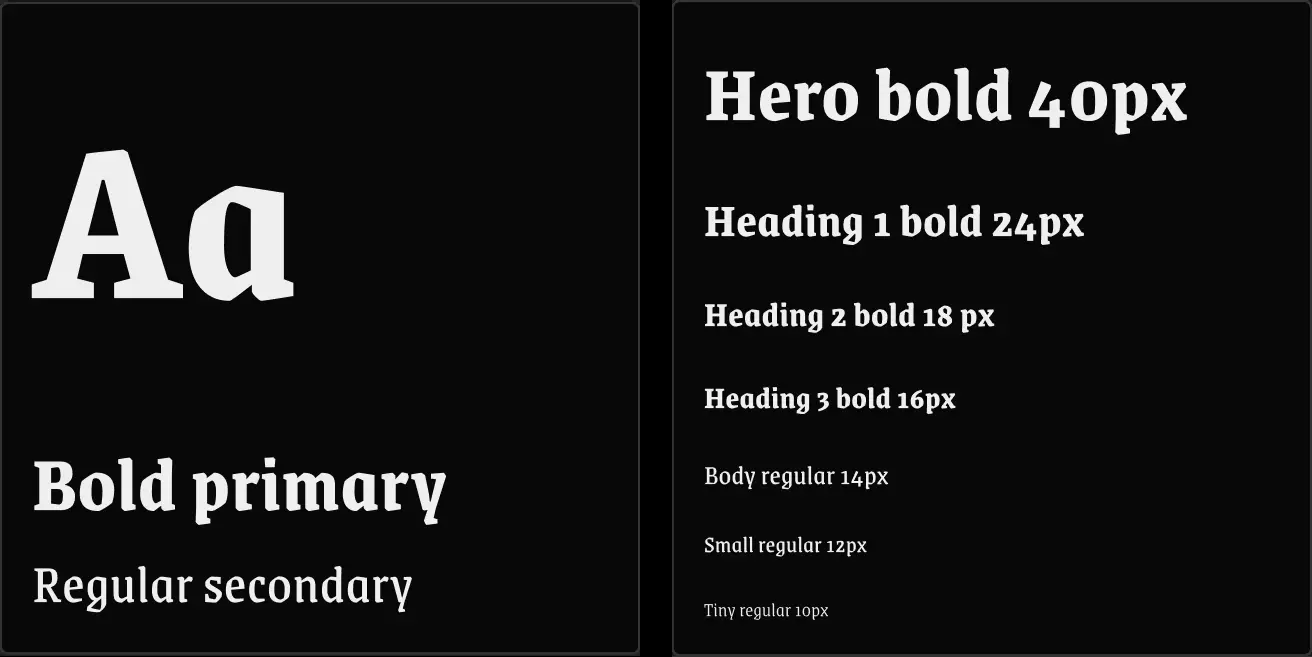 Aa
Bold primary
Regular secondary
Hero bold 40px
Heading 1 bold 24px
Heading 2 bold 18 px
Heading 3 bold 16px
Body regular 14px
Small regular 12px
Tiny regular 10px